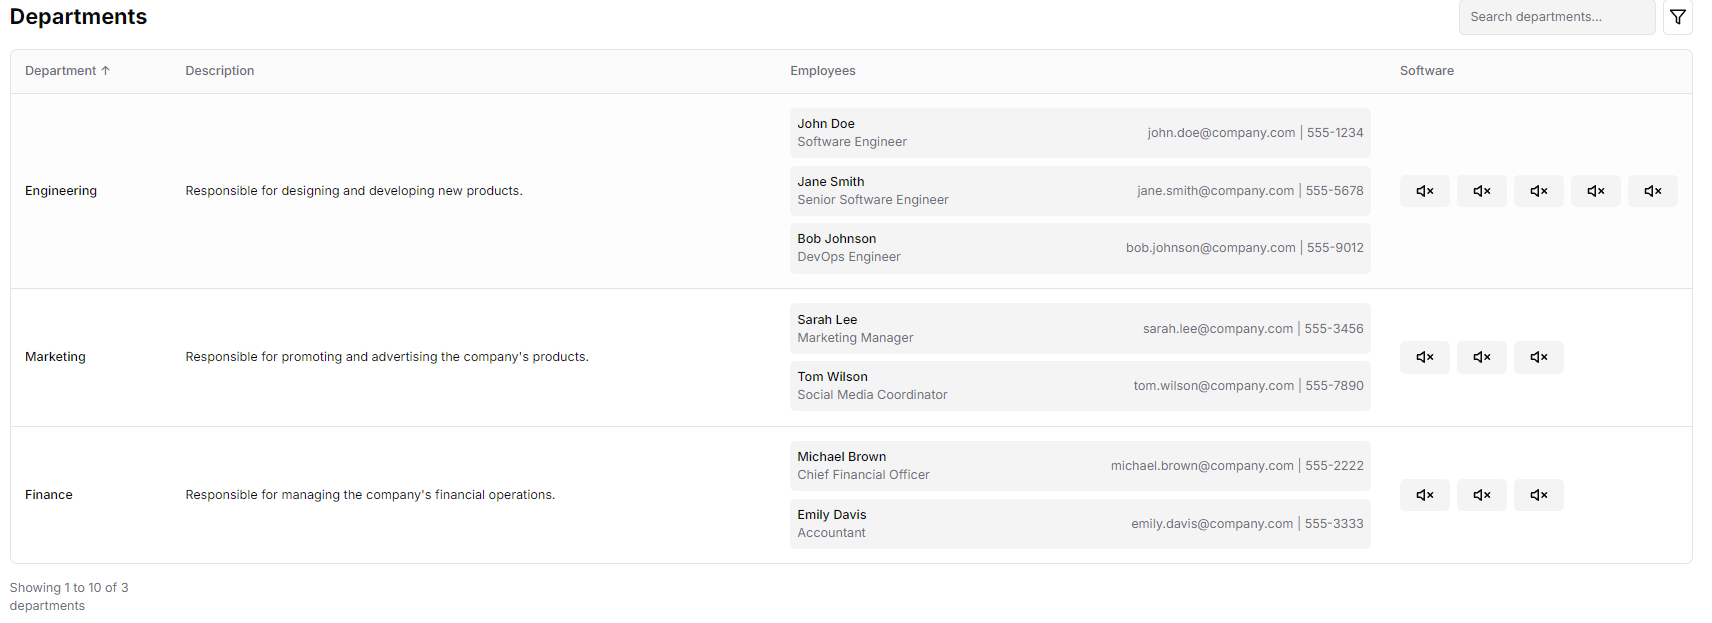 Departments
Search departments...
Department ↑ Description Employees Software
John Doe
Software Engineer
john.doe@company.com | 555-1234
Engineering
Responsible for designing and developing new products.
Jane Smith
Senior Software Engineer
jane.smith@company.com | 555-5678
Bob Johnson
DevOps Engineer
bob.johnson@company.com | 555-9012
Marketing
Responsible for promoting and advertising the company's products.
Sarah Lee
Marketing Manager
sarah.lee@company.com | 555-3456
Tom Wilson
Social Media Coordinator
tom.wilson@company.com | 555-7890
Finance
Responsible for managing the company's financial operations.
Michael Brown
Chief Financial Officer
michael.brown@company.com | 555-2222
Emily Davis
Accountant
emily.davis@company.com | 555-3333
Showing 1 to 10 of 3
departments